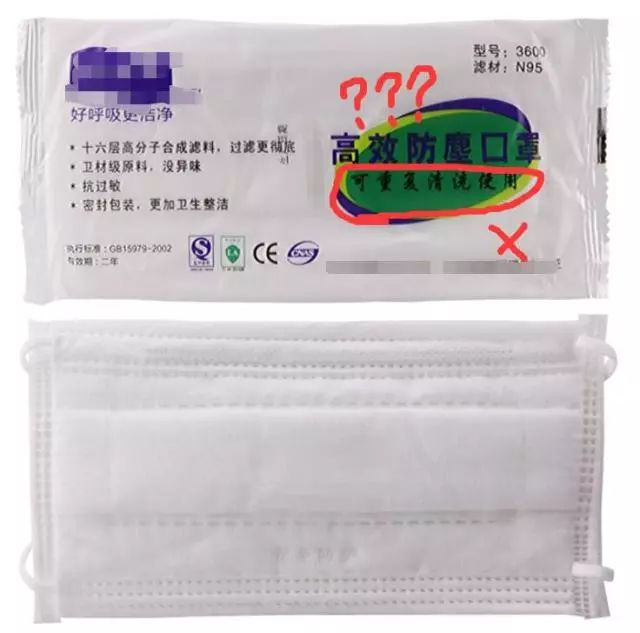 ???
型号：3600
滤材：N95
好呼吸更洁净
• 十六层高分子合成滤料，过滤更彻底
• 卫材级原料，没异味
• 抗过敏
• 密封包装，更加卫生整洁
高效防塵口罩
可重复清洗使用
执行标准：GB15979-2002
有效期：二年
CE
CNAS